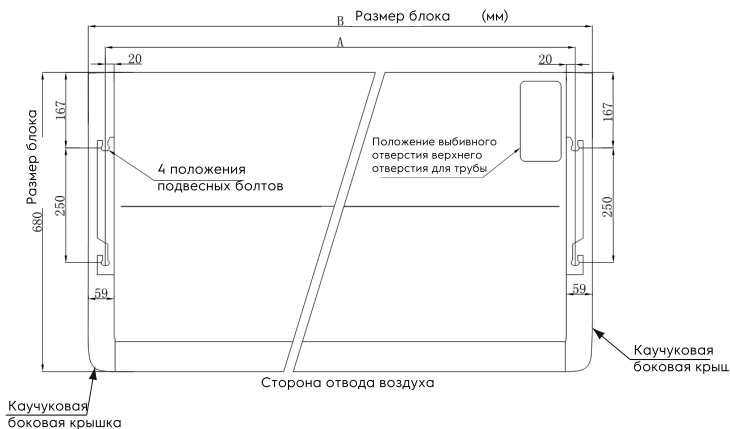 B Размер блока (мм)
A
20 20
167 167
Размер блока
Положение выбивного
отверстия верхнего
отверстия для трубы
4 положения
подвесных болтов
250 250
680
59 59
Каучуковая
боковая крыш
Сторона отвода воздуха
Каучуковая
боковая крышка